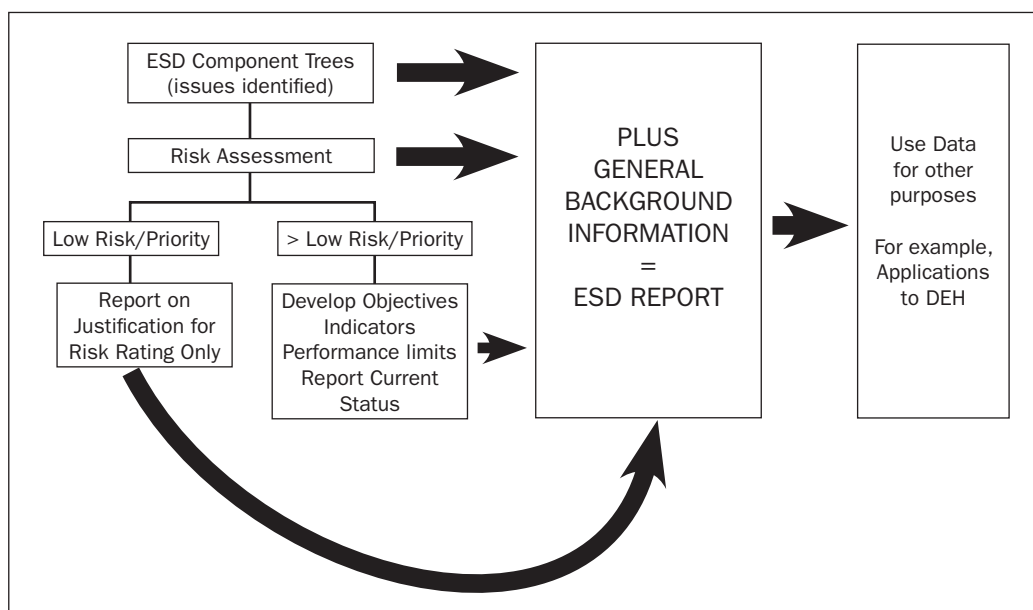 ESD Component Trees
(issues identified)
Risk Assessment
Low Risk/Priority
> Low Risk/Priority
Report on
Justification for
Risk Rating Only
Develop Objectives
Indicators
Performance limits
Report Current
Status
PLUS
GENERAL
BACKGROUND
INFORMATION
=
ESD REPORT
Use Data
for other
purposes
For example,
Applications
to DEH